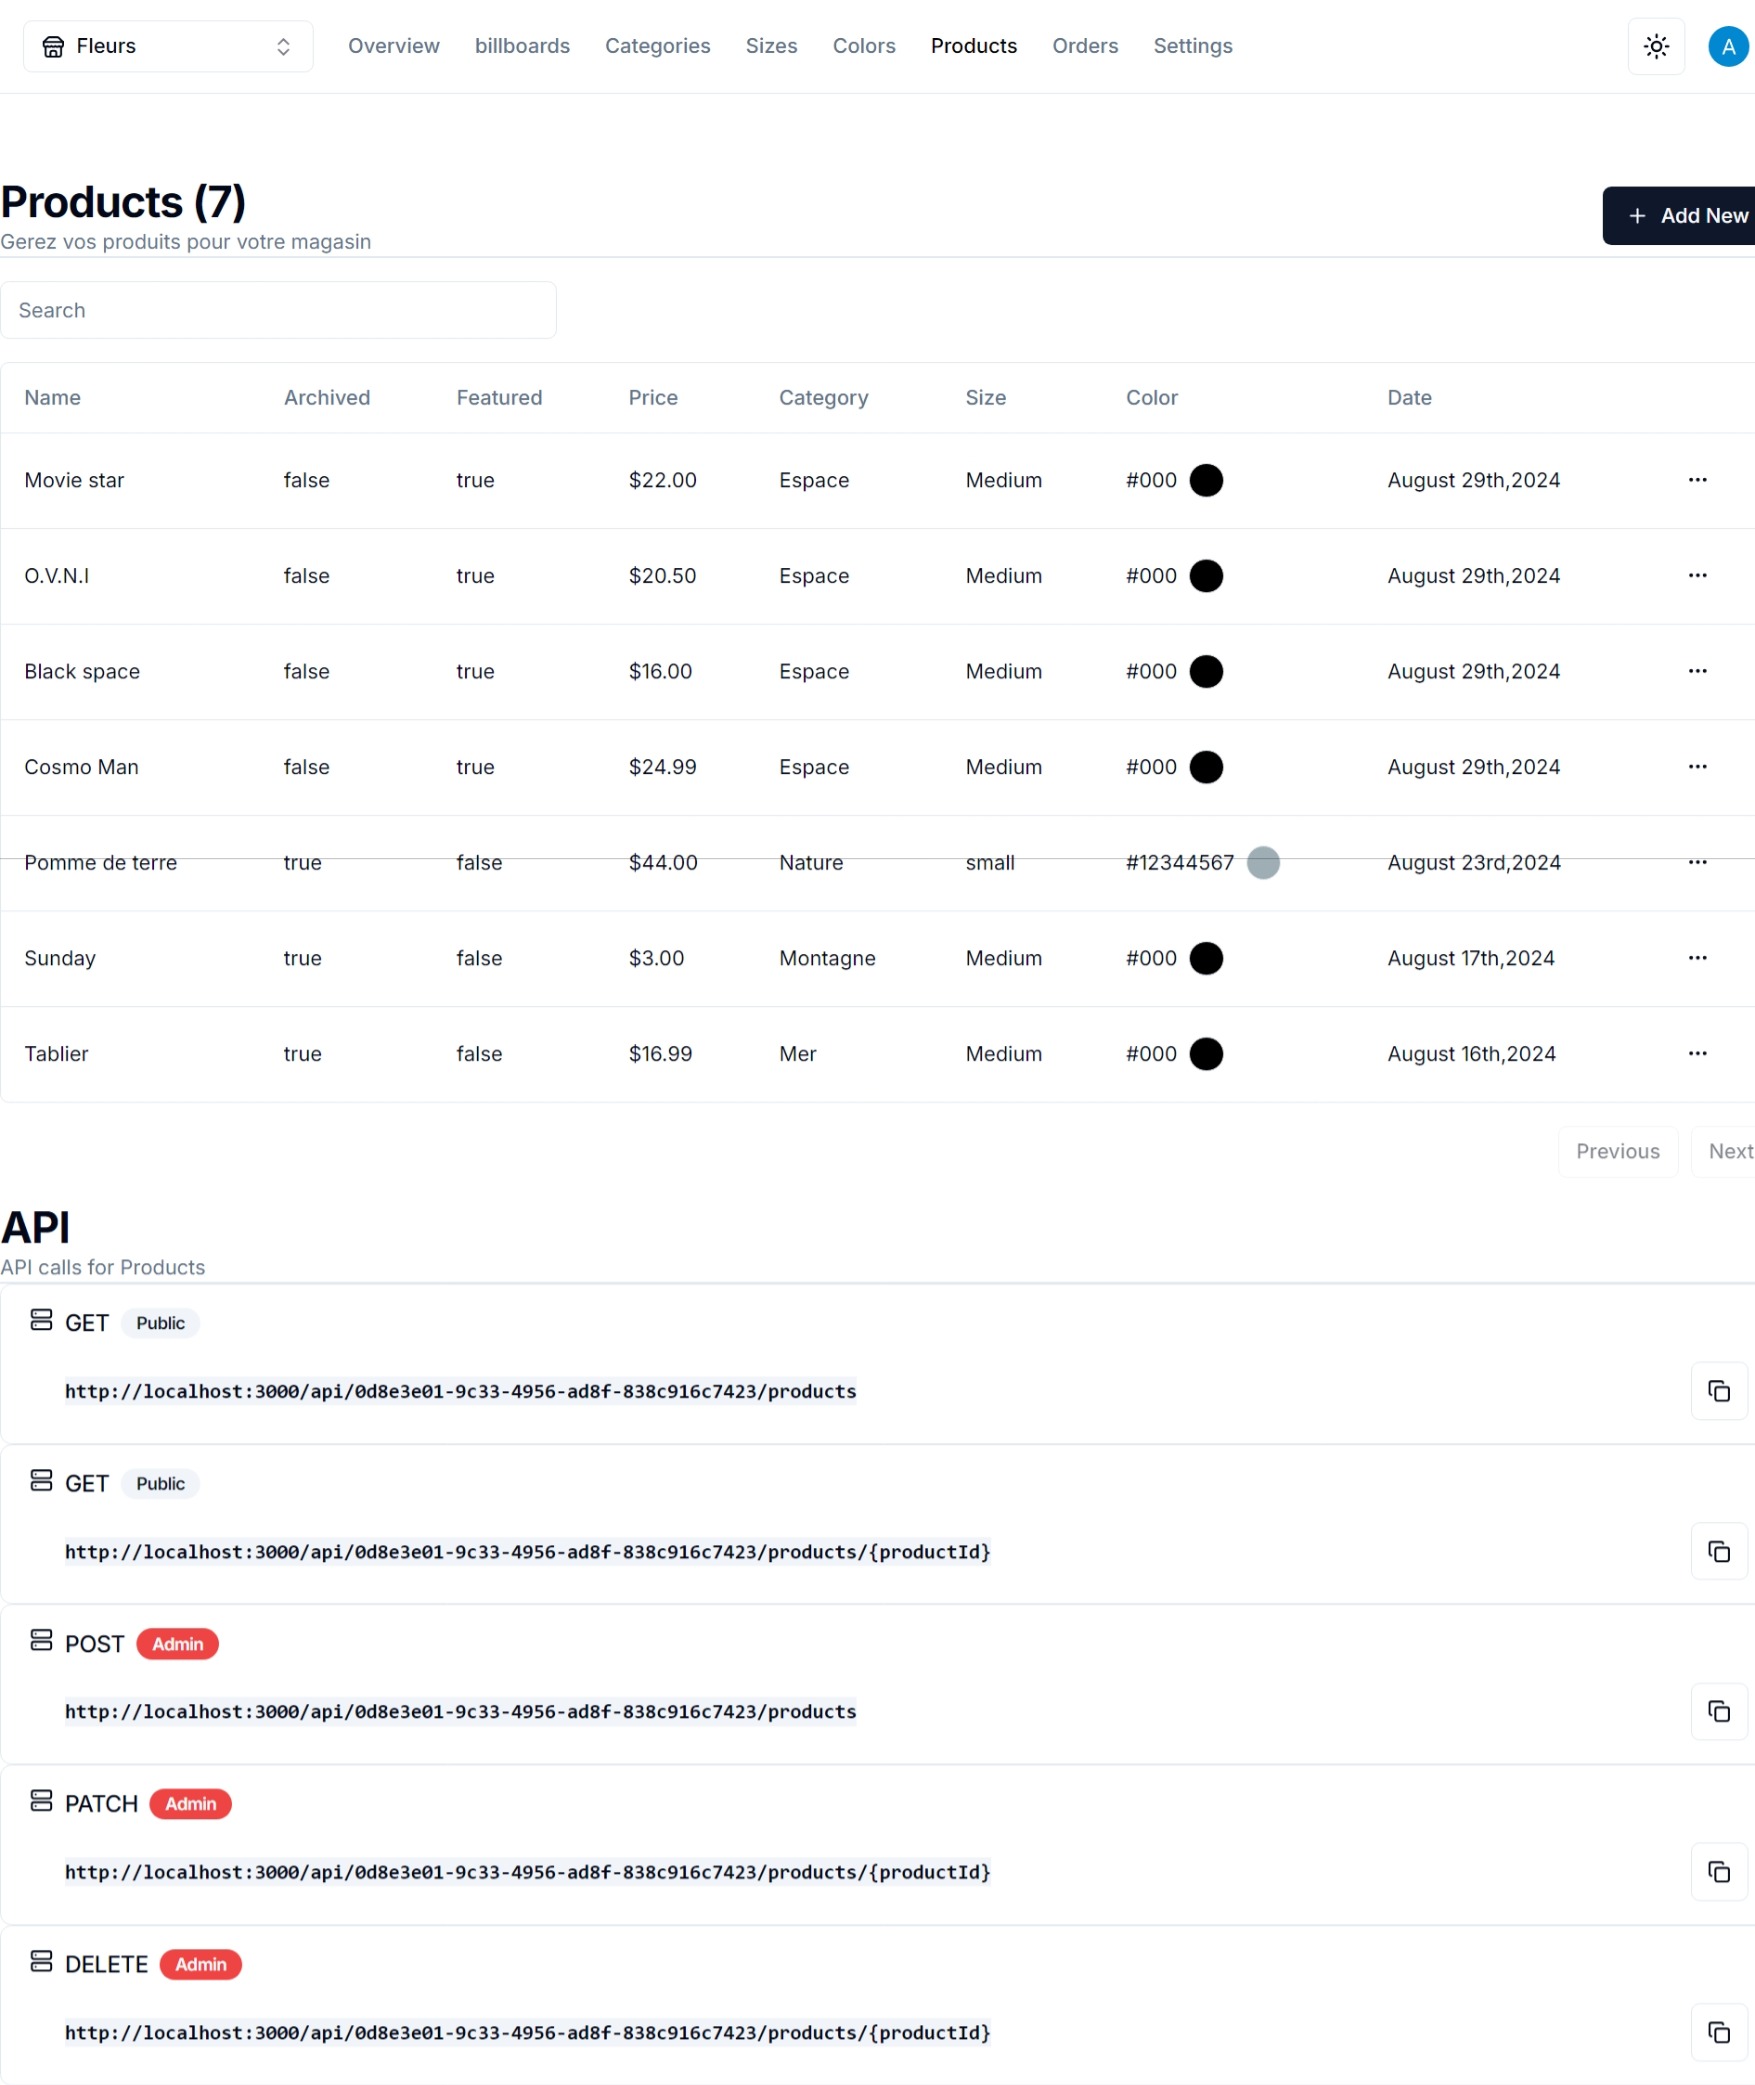 Fleurs Overview billboards Categories Sizes Colors Products Orders Settings A
Products (7)
Gerez vos produits pour votre magasin
+ Add New
Search
Name Archived Featured Price Category Size Color Date
Movie star false true $22.00 Espace Medium #000 August 29th,2024 ...
O.V.N.I false true $20.50 Espace Medium #000 August 29th,2024 ...
Black space false true $16.00 Espace Medium #000 August 29th,2024 ...
Cosmo Man false true $24.99 Espace Medium #000 August 29th,2024 ...
Pomme de terre true false $44.00 Nature small #12344567 August 23rd,2024 ...
Sunday true false $3.00 Montagne Medium #000 August 17th,2024 ...
Tablier true false $16.99 Mer Medium #000 August 16th,2024 ...
Previous Next
API
API calls for Products
GET Public
http://localhost:3000/api/0d8e3e01-9c33-4956-ad8f-838c916c7423/products
GET Public
http://localhost:3000/api/0d8e3e01-9c33-4956-ad8f-838c916c7423/products/{productId}
POST Admin
http://localhost:3000/api/0d8e3e01-9c33-4956-ad8f-838c916c7423/products
PATCH Admin
http://localhost:3000/api/0d8e3e01-9c33-4956-ad8f-838c916c7423/products/{productId}
DELETE Admin
http://localhost:3000/api/0d8e3e01-9c33-4956-ad8f-838c916c7423/products/{productId}